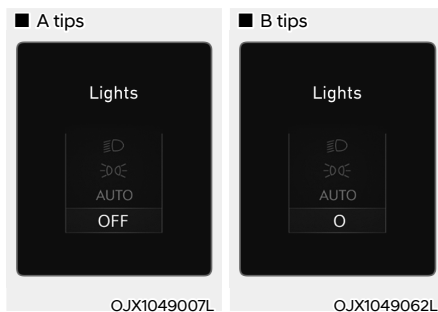 ■ A tips
Lights
AUTO
OFF
OJX1049007L
■ B tips
Lights
AUTO
O
OJX1049062L